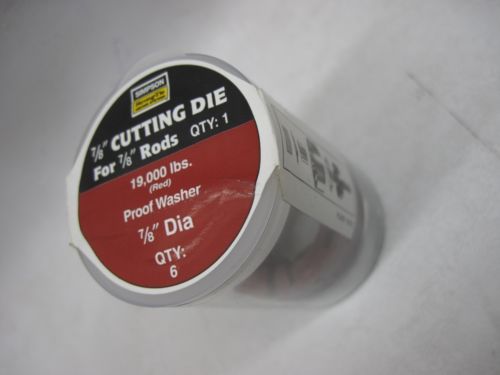 SIMPSON
Strong-Tie
7/8" CUTTING DIE
For 7/8" Rods QTY: 1
19,000 lbs.
(Red)
Proof Washer
7/8" Dia
QTY:
6